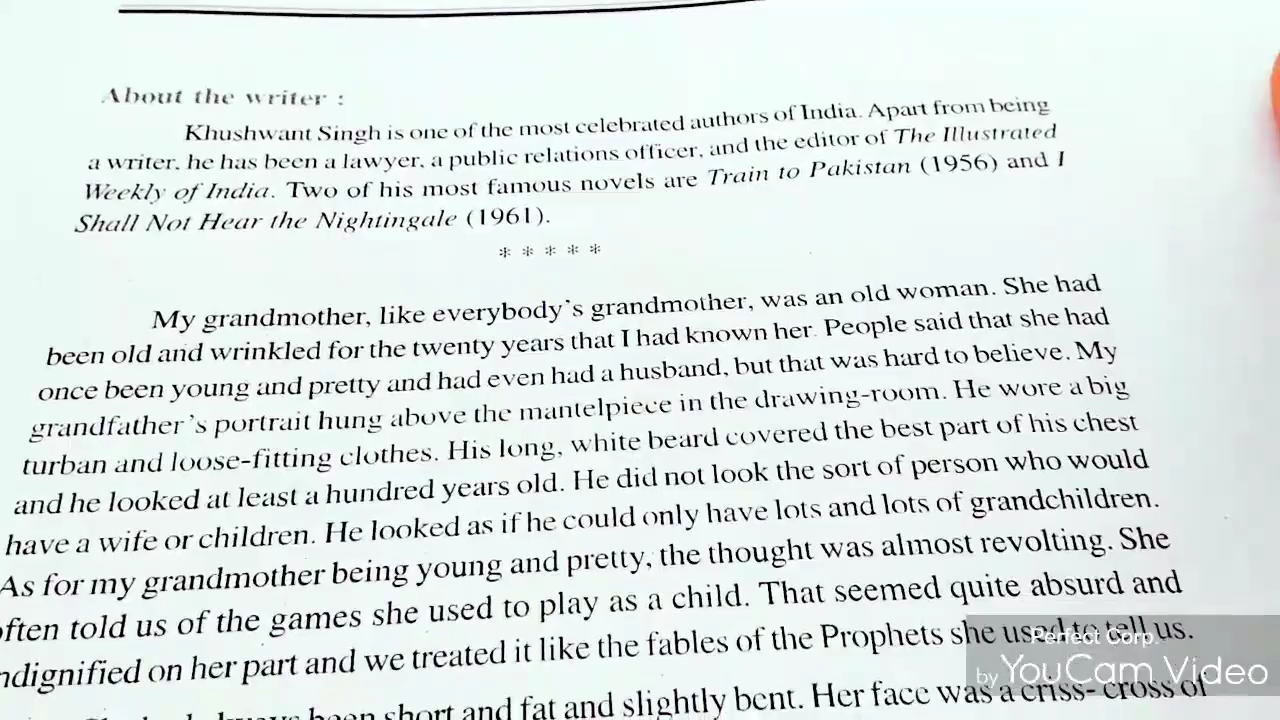 About the writer :
Khushwant Singh is one of the most celebrated authors of India. Apart from being
a writer, he has been a lawyer, a public relations officer, and the editor of The Illustrated
Weekly of India. Two of his most famous novels are Train to Pakistan (1956) and I
Shall Not Hear the Nightingale (1961).
* * * * *
My grandmother, like everybody's grandmother, was an old woman. She had
been old and wrinkled for the twenty years that I had known her. People said that she had
once been young and pretty and had even had a husband, but that was hard to believe. My
grandfather's portrait hung above the mantelpiece in the drawing-room. He wore a big
turban and loose-fitting clothes. His long, white beard covered the best part of his chest
and he looked at least a hundred years old. He did not look the sort of person who would
have a wife or children. He looked as if he could only have lots and lots of grandchildren.
As for my grandmother being young and pretty, the thought was almost revolting. She
often told us of the games she used to play as a child. That seemed quite absurd and
ndignified on her part and we treated it like the fables of the Prophets she used to tell us.
been short and fat and slightly bent. Her face was a criss-cross of
Perfect Corp.
by YouCam Video